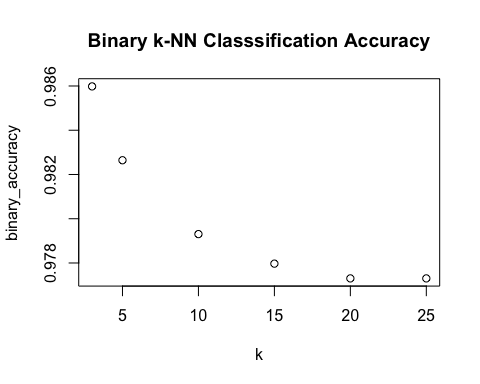 Binary k-NN Classsification Accuracy
0.986
0.982
0.978
binary_accuracy
5 10 15 20 25
k